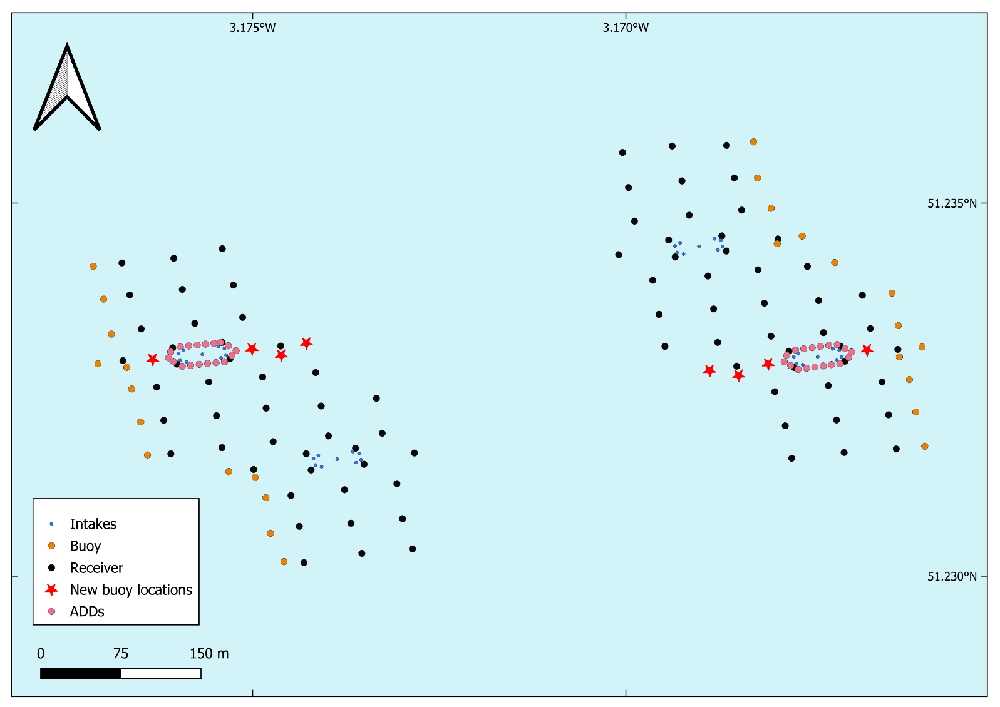 3.175°W 3.170°W
51.235°N
51.230°N
Intakes
Buoy
Receiver
New buoy locations
ADDs
0 75 150 m